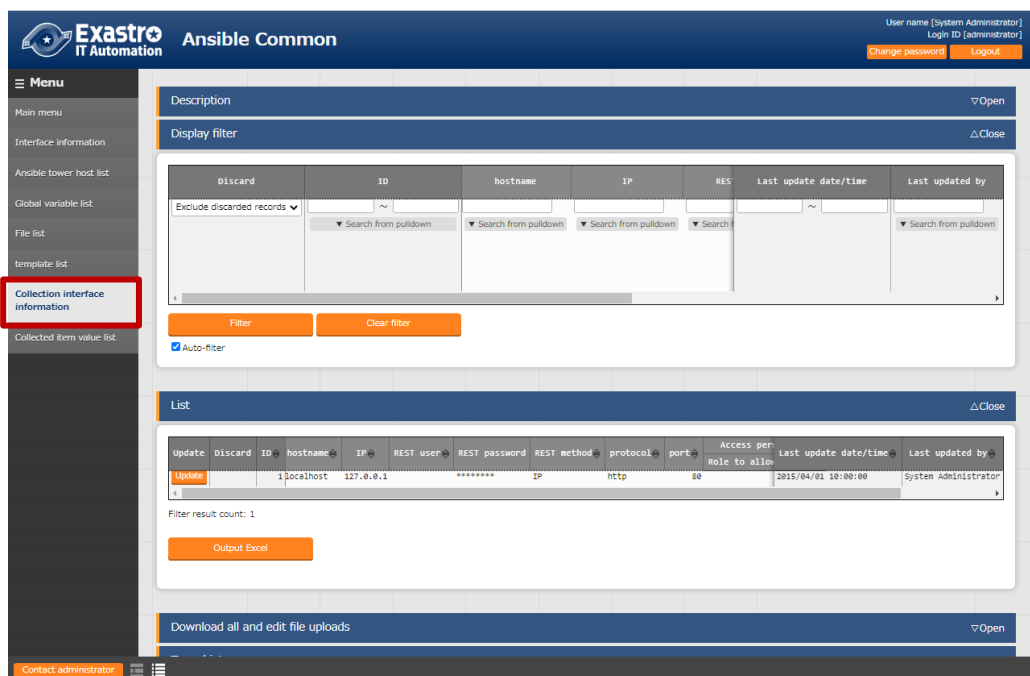 Exastro
IT Automation
Ansible Common
User name [System Administrator]
Login ID [administrator]
Change password Logout
Menu
Main menu
Interface information
Ansible tower host list
Global variable list
File list
template list
Collection interface
information
Collected item value list
Description ▽Open
Display filter △Close
Discard ID hostname IP REST Last update date/time Last updated by
Exclude discarded records ~ ~
▼ Search from pulldown ▼ Search from pulldown ▼ Search from pulldown ▼ Search ▼ Search from pulldown
Filter Clear filter
Auto-filter
List △Close
Access per
Update Discard ID hostname IP REST user REST password REST method protocol port Role to allow Last update date/time Last updated by
Update 1 localhost 127.0.0.1 ******** IP http 80 2015/04/01 10:00:00 System Administrator
Filter result count: 1
Output Excel
Download all and edit file uploads ▽Open
Contact administrator